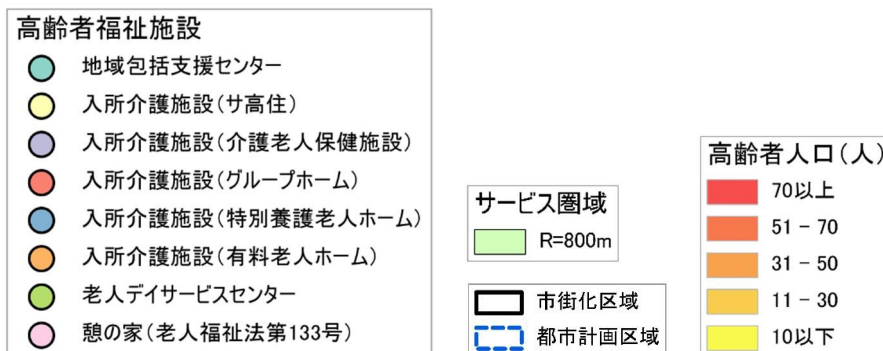 高齢者福祉施設
地域包括支援センター
入所介護施設(サ高住)
入所介護施設(介護老人保健施設)
入所介護施設(グループホーム)
入所介護施設(特別養護老人ホーム)
入所介護施設(有料老人ホーム)
老人デイサービスセンター
憩の家(老人福祉法第133号)
サービス圏域
R=800m
市街化区域
都市計画区域
高齢者人口(人)
70以上
51 - 70
31 - 50
11 - 30
10以下